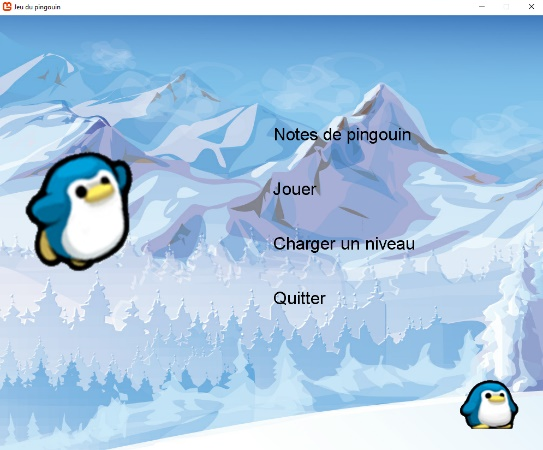 Jeu du pingouin
Notes de pingouin
Jouer
Charger un niveau
Quitter